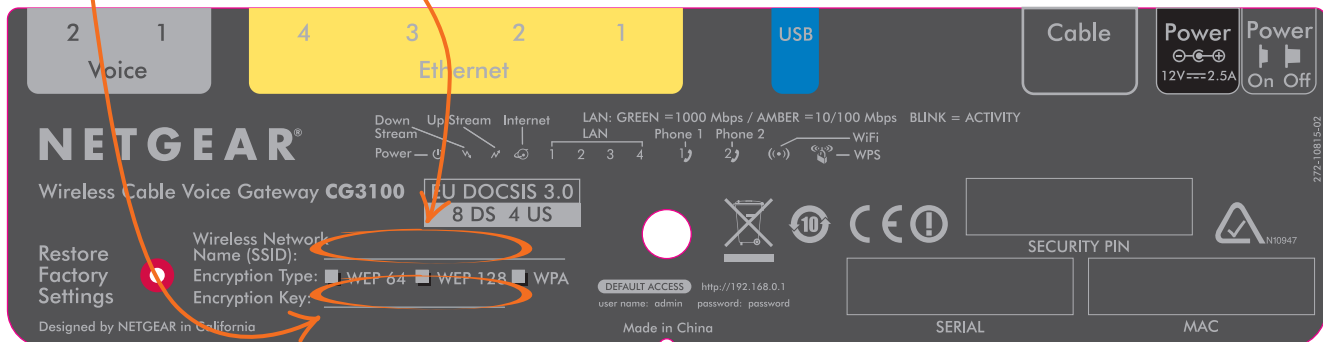 2 1
Voice
4 3 2 1
Ethernet
USB
Cable
Power
12V 2.5A
Power
On Off
NETGEAR®
Down Stream
Up Stream
Internet
LAN: GREEN =1000 Mbps / AMBER =10/100 Mbps BLINK = ACTIVITY
LAN
Phone 1
Phone 2
WiFi
Power
1 2 3 4
1
2
WPS
272-10815-02
Wireless Cable Voice Gateway CG3100
EU DOCSIS 3.0
8 DS 4 US
Restore
Factory
Settings
Wireless Network
Name (SSID):
Encryption Type: WEP 64 WEP 128 WPA
Encryption Key:
10
CE
SECURITY PIN
N10947
DEFAULT ACCESS http://192.168.0.1
user name: admin password: password
Designed by NETGEAR in California
Made in China
SERIAL
MAC